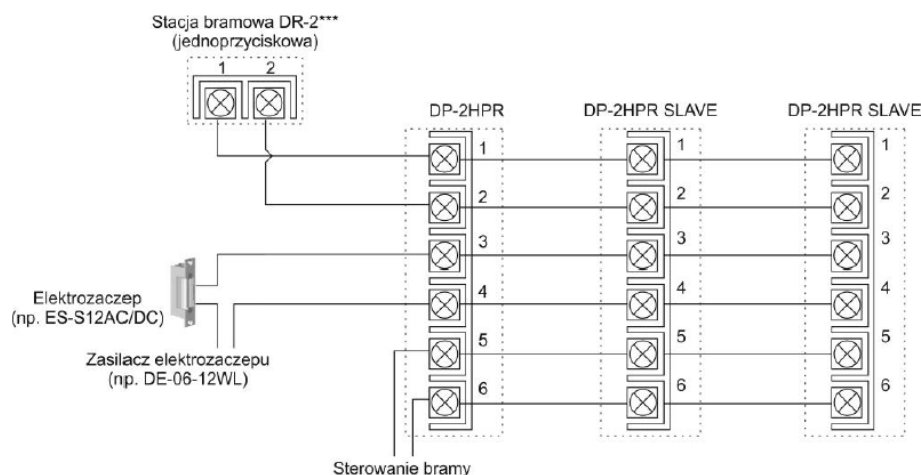 Stacja bramowa DR-2***
(jednoprzyciskowa)
1 2
DP-2HPR DP-2HPR SLAVE DP-2HPR SLAVE
1 1 1
2 2 2
3 3 3
Elektrozaczep
(np. ES-S12AC/DC)
4 4 4
Zasilacz elektrozaczepu
(np. DE-06-12WL)
5 5 5
6 6 6
Sterowanie bramy